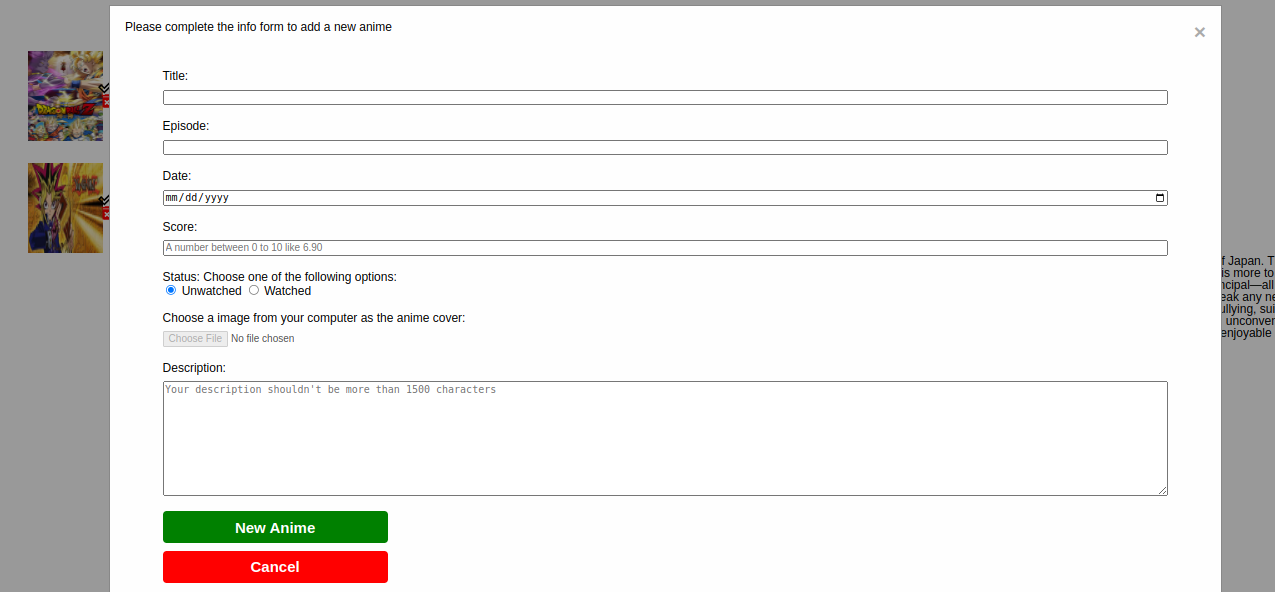 Please complete the info form to add a new anime
×
Title:
Episode:
Date:
mm/dd/yyyy
Score:
A number between 0 to 10 like 6.90
Status: Choose one of the following options:
Unwatched Watched
Choose a image from your computer as the anime cover:
Choose File No file chosen
Description:
Your description shouldn't be more than 1500 characters
New Anime
Cancel
f Japan. T
is more to
ncipal—all
eak any ne
ullying, sui
unconver
enjoyable